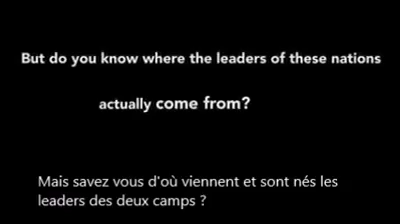 But do you know where the leaders of these nations
actually come from?
Mais savez vous d'où viennent et sont nés les
leaders des deux camps ?